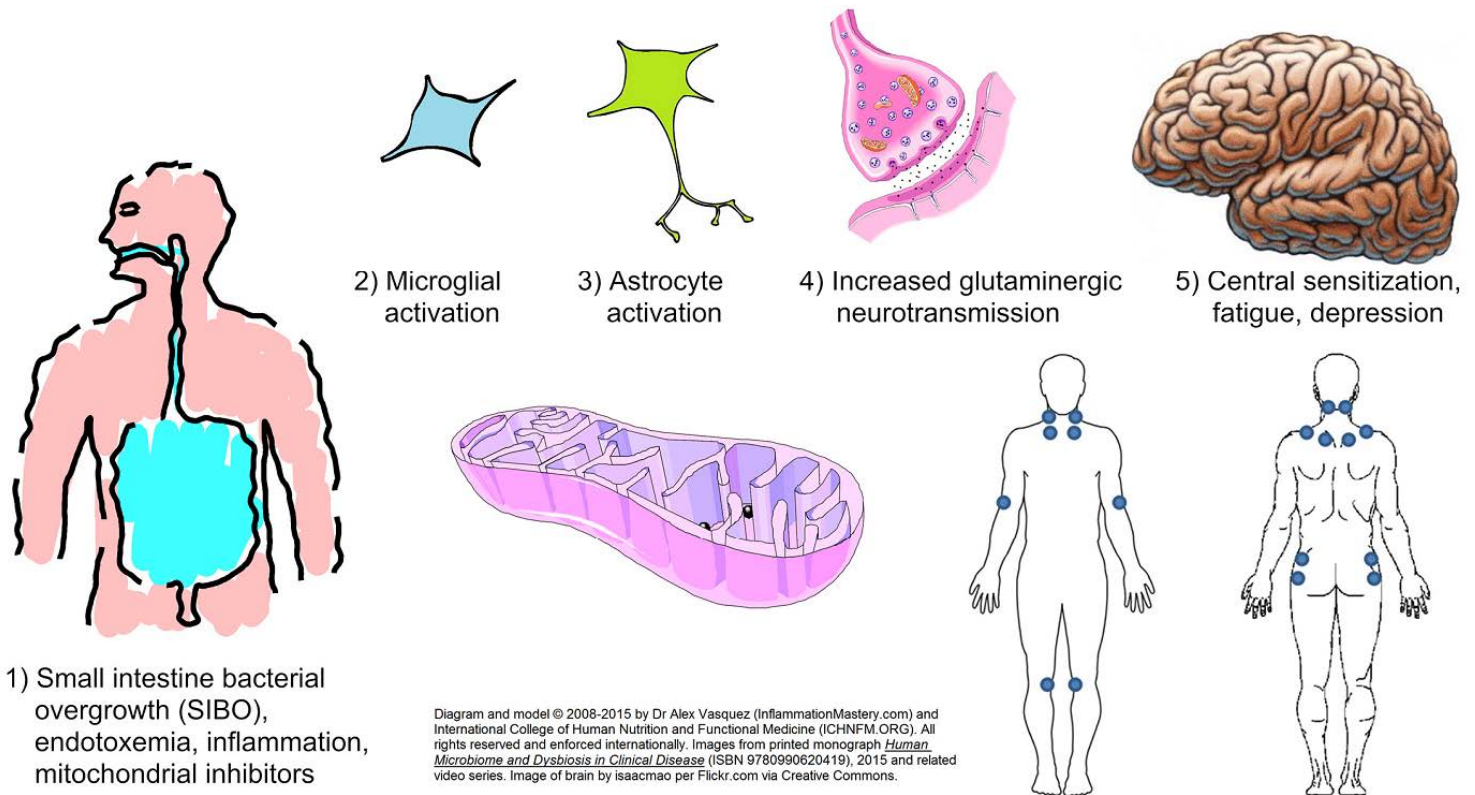 2) Microglial
activation
3) Astrocyte
activation
4) Increased glutaminergic
neurotransmission
5) Central sensitization,
fatigue, depression
1) Small intestine bacterial
overgrowth (SIBO),
endotoxemia, inflammation,
mitochondrial inhibitors
Diagram and model © 2008-2015 by Dr Alex Vasquez (InflammationMastery.com) and
International College of Human Nutrition and Functional Medicine (ICHNFM.ORG). All
rights reserved and enforced internationally. Images from printed monograph Human
Microbiome and Dysbiosis in Clinical Disease (ISBN 9780990620419), 2015 and related
video series. Image of brain by isaacmao per Flickr.com via Creative Commons.